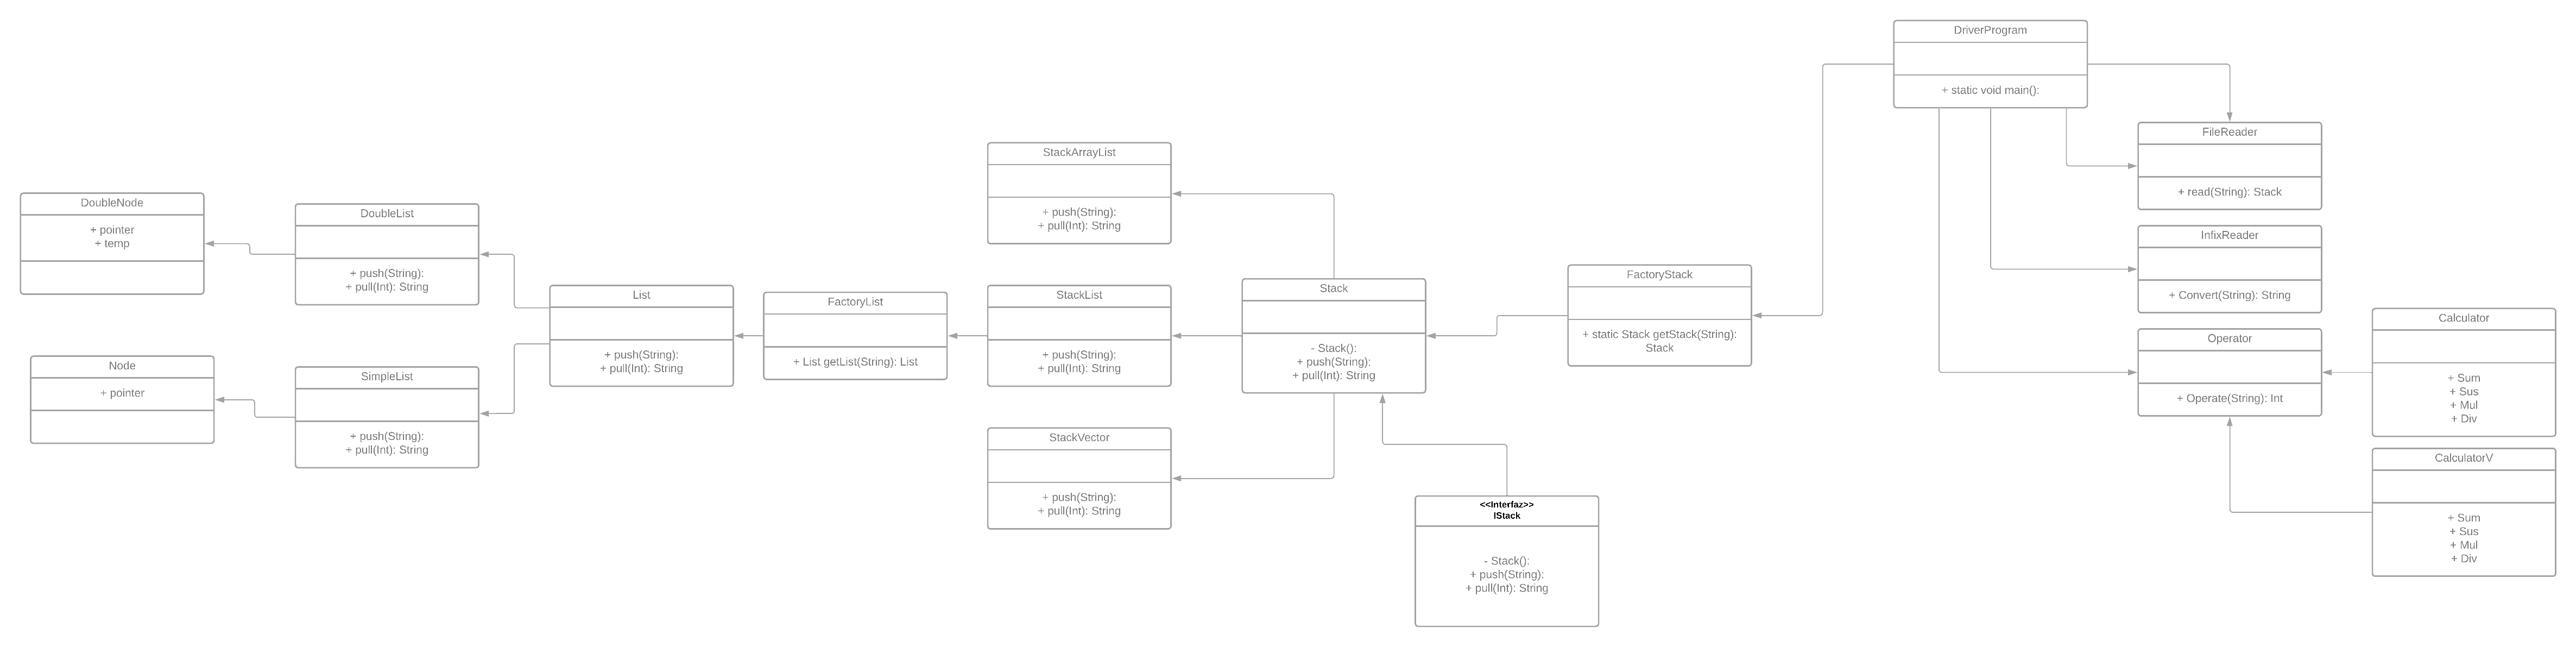 DriverProgram
+ static void main():
FileReader
+ read(String): Stack
InfixReader
+ Convert(String): String
Operator
+ Operate(String): Int
Calculator
+ Sum
+ Sus
+ Mul
+ Div
CalculatorV
+ Sum
+ Sus
+ Mul
+ Div
FactoryStack
+ static Stack getStack(String):
Stack
Stack
- Stack():
+ push(String):
+ pull(Int): String
<<Interfaz>>
IStack
- Stack():
+ push(String):
+ pull(Int): String
StackArrayList
+ push(String):
+ pull(Int): String
StackList
+ push(String):
+ pull(Int): String
StackVector
+ push(String):
+ pull(Int): String
FactoryList
+ List getList(String): List
List
+ push(String):
+ pull(Int): String
DoubleList
+ push(String):
+ pull(Int): String
SimpleList
+ push(String):
+ pull(Int): String
DoubleNode
+ pointer
+ temp
Node
+ pointer